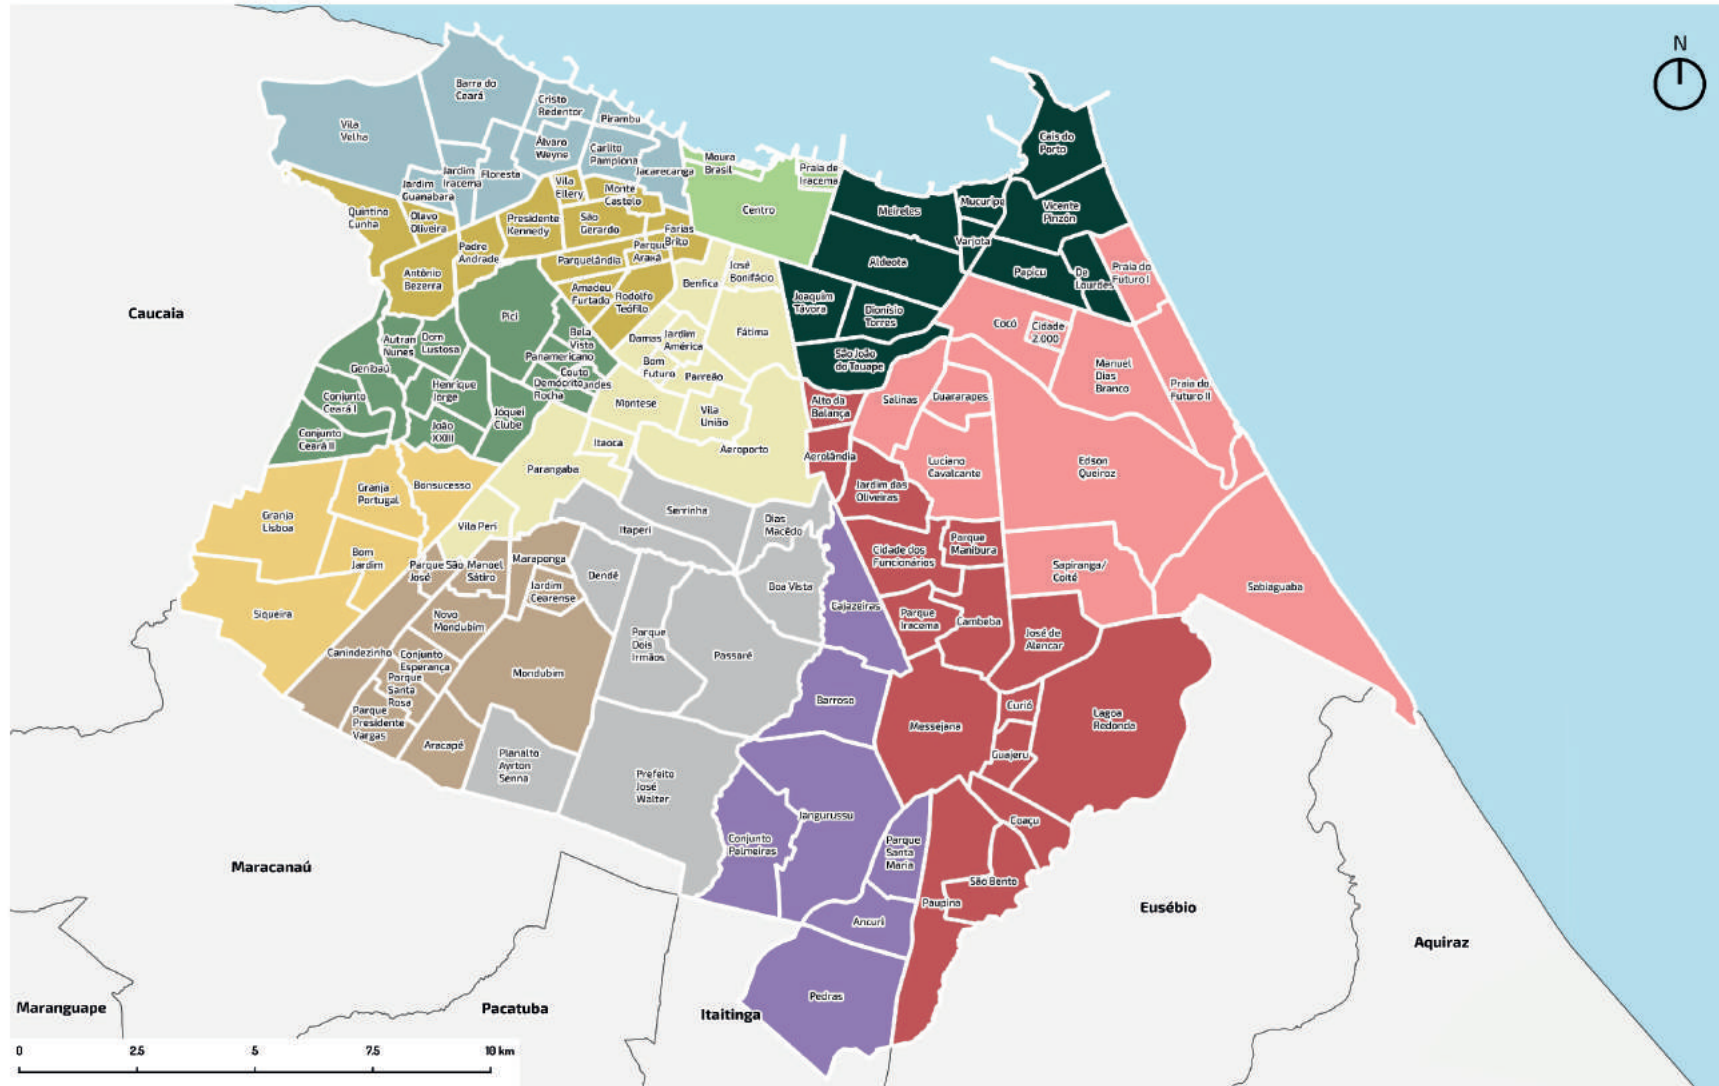 N
Barra do
Ceará
Cristo
Redentor
Pirambu
Vila
Velha
Álvaro
Weyne
Carlito
Pamplona
Jacarecanga
Jardim
Iracema
Floresta
Jardim
Guanabara
Moura
Brasil
Praia de
Iracema
Centro
Cais do
Porto
Vicente
Pinzón
Mucuripe
Meireles
Varjota
Aldeota
Papicu
De
Lourdes
Praia do
Futuro I
Joaquim
Távora
Dionísio
Torres
São João
do Tauape
Quintino
Cunha
Olavo
Oliveira
Vila
Ellery
Monte
Castelo
Presidente
Kennedy
São
Gerardo
Farias
Brito
Parque
Araxá
Padre
Andrade
Parquelândia
Antônio
Bezerra
Amadeu
Furtado
Rodolfo
Teófilo
José
Bonifácio
Benfica
Fátima
Damas
Jardim
América
Bom
Futuro
Parreão
Montese
Vila
União
Itaoca
Aeroporto
Parangaba
Vila Peri
Pici
Bela
Vista
Panamericano
Couto
Demócrito
andes
Rocha
Autran
Nunes
Dom
Lustosa
Genibaú
Henrique
Jorge
Jóquei
Clube
João
XXIII
Conjunto
Ceará I
Conjunto
Ceará II
Cocó
Cidade
2.000
Manuel
Dias
Branco
Praia do
Futuro II
Salinas
Guararapes
Luciano
Cavalcante
Edson
Queiroz
Sapiranga/
Coité
Sabiaguaba
Alto da
Balança
Aerolândia
Jardim das
Oliveiras
Cidade dos
Funcionários
Parque
Manibura
Parque
Iracema
Cambeba
José de
Alencar
Messejana
Curió
Guajeru
Lagoa
Redonda
Coaçu
São Bento
Paupina
Granja
Portugal
Bonsucesso
Granja
Lisboa
Bom
Jardim
Siqueira
Parque
José
São
Manoel
Sátiro
Maraponga
Jardim
Cearense
Novo
Mondubim
Canindezinho
Conjunto
Esperança
Parque
Santa
Rosa
Parque
Presidente
Vargas
Mondubim
Aracapé
Itaperi
Serrinha
Dias
Macêdo
Dendê
Boa Vista
Parque
Dois
Irmãos
Passaré
Planalto
Ayrton
Senna
Prefeito
José
Walter
Cajazeiras
Barroso
Jangurussu
Conjunto
Palmeiras
Parque
Santa
Maria
Ancuri
Pedras
Caucaia
Maracanaú
Maranguape
Pacatuba
Itaitinga
Eusébio
Aquiraz
0 2.5 5 7.5 10 km